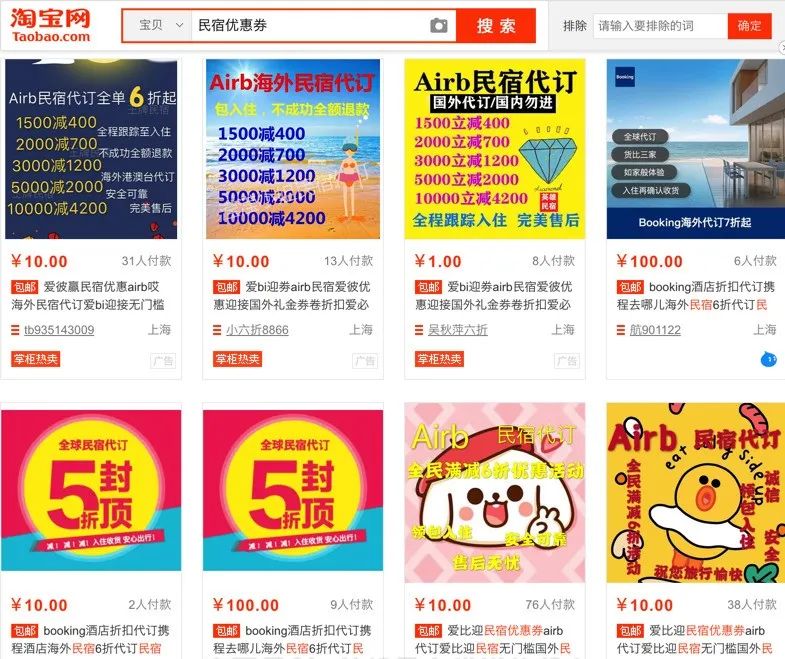 淘宝网
Taobao.com
宝贝
民宿优惠券
搜索
排除
请输入要排除的词
确定
Airb民宿代订全单6折起
1500减400
2000减700
3000减1200
5000减2000
10000减4200
全程跟踪至入住
不成功全额退款
海外港澳台代订
安全可靠
完美售后
¥10.00
31人付款
包邮 爱彼赢民宿优惠airb哎
海外民宿代订爱bi迎接无门槛
tb935143009
上海
掌柜热卖
广告
Airb海外民宿代订
包入住，不成功全额退款
1500减400
2000减700
3000减1200
5000减2000
10000减4200
¥10.00
13人付款
包邮 爱bi迎券airb民宿爱彼优
惠迎接国外礼金券卷折扣爱必
小六折8866
上海
掌柜热卖
广告
Airb民宿代订
国外代订/国内勿进
1500立减400
2000立减700
3000立减1200
5000立减2000
10000立减4200
diamond
英雄
民宿
全程跟踪入住 完美售后
¥1.00
8人付款
包邮 爱bi迎券airb民宿爱彼优
惠迎接国外礼金券卷折扣爱必
吴秋萍六折
上海
掌柜热卖
广告
Booking
全球代订
货比三家
如家般体验
入住再确认收货
Booking海外代订7折起
¥100.00
6人付款
包邮 booking酒店折扣代订携
程去哪儿海外民宿6折代订民
航901122
上海
全球民宿代订
5折
封顶
减！减！减！入住收货 安心出行！
¥10.00
2人付款
包邮 booking酒店折扣代订携
程酒店海外民宿6折代订民宿
全球民宿代订
5折
封顶
减！减！减！入住收货 安心出行！
¥100.00
9人付款
包邮 booking酒店折扣代订携
程去哪儿海外民宿6折代订民
Airb 民宿代订
全民满减6折优惠活动
领包入住
安全可靠
售后无忧
¥10.00
76人付款
包邮 爱比迎民宿优惠券airb
代订爱比迎无门槛国外民
Airb 民宿代订
eat any side up
全民满减6折活动
领包入住
诚信
安全
祝您旅行愉快
¥10.00
38人付款
包邮 爱比迎民宿优惠券airb
代订爱比迎无门槛国外民